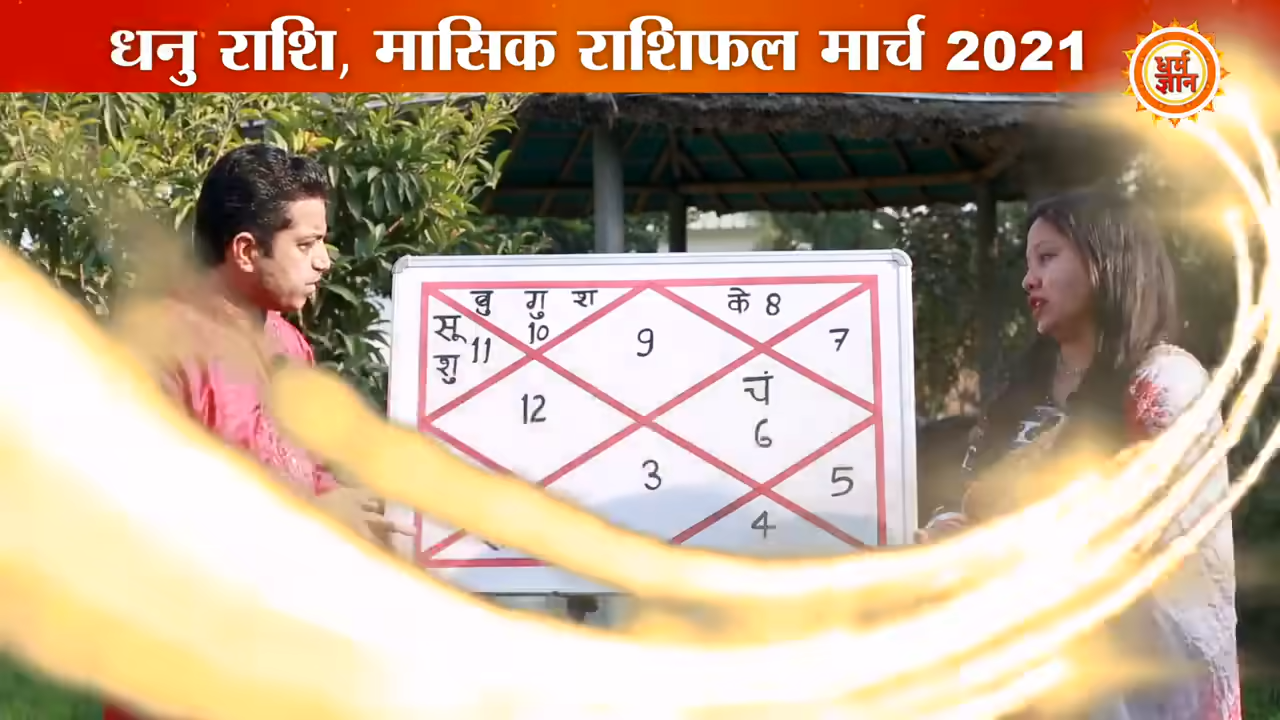 धनु राशि, मासिक राशिफल मार्च 2021
धर्म
ज्ञान
बु गु श
के 8
सू
11
10
9
7
शु
12
चं
6
3
5
4